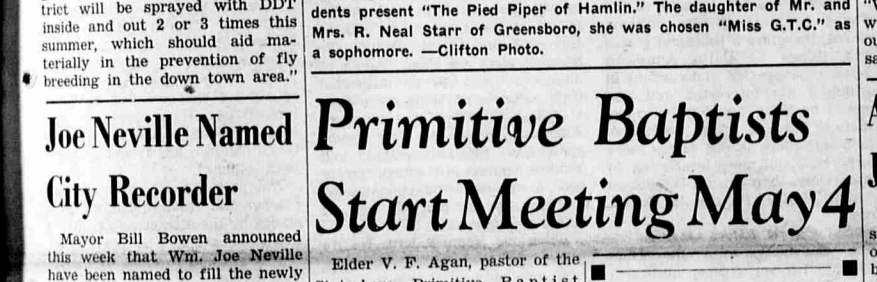 trict will be sprayed with DDT
inside and out 2 or 3 times this
summer, which should aid ma-
terially in the prevention of fly
breeding in the down town area."
Joe Neville Named
City Recorder
Mayor Bill Bowen announced
this week that Wm. Joe Neville
have been named to fill the newly
dents present "The Pied Piper of Hamlin." The daughter of Mr. and
Mrs. R. Neal Starr of Greensboro, she was chosen "Miss G.T.C." as
a sophomore. —Clifton Photo.
Primitive Baptists
Start Meeting May 4
Elder V. F. Agan, pastor of the
Primitive Baptist